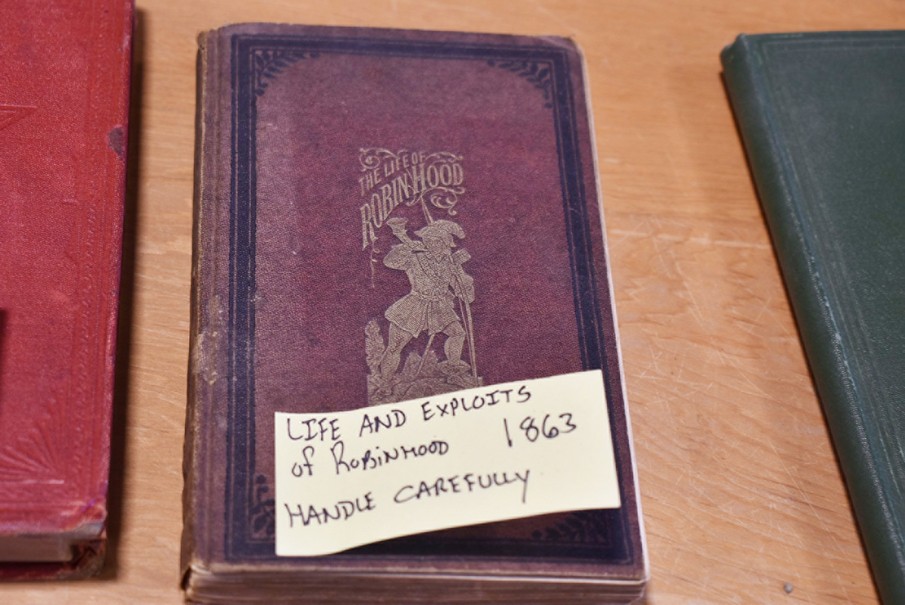 THE LIFE OF
ROBIN HOOD
LIFE AND EXPLOITS
of ROBINHOOD 1863
HANDLE CAREFULLY